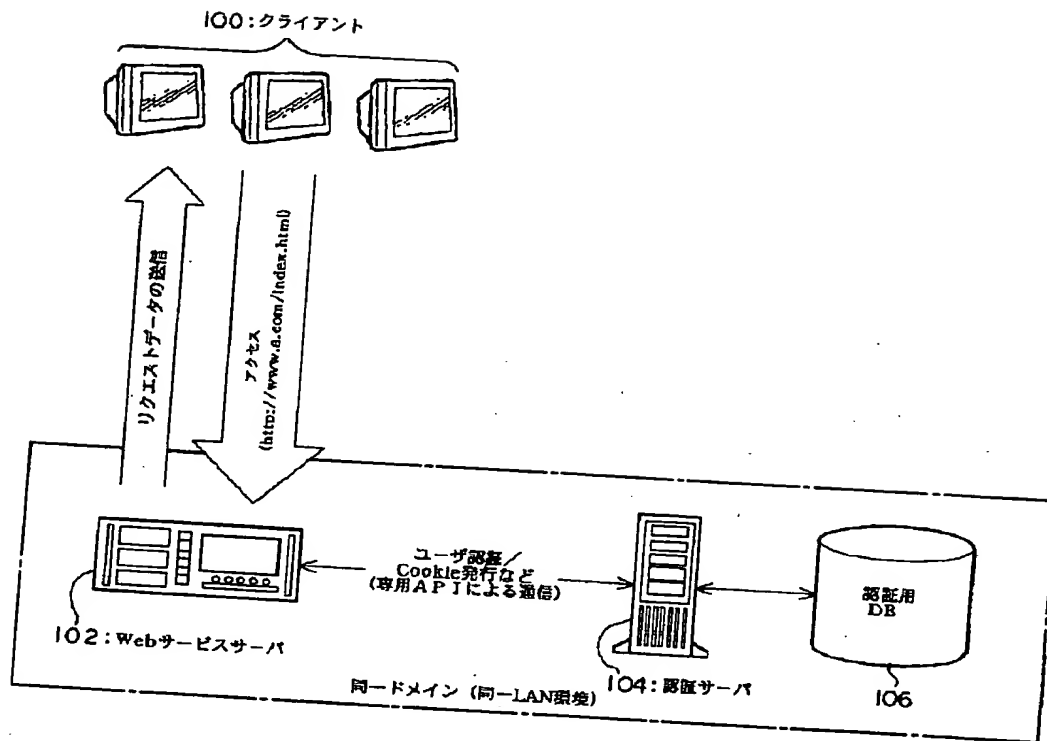 100:クライアント
リクエストデータの送信
アクセス
(http://www.a.com/index.html)
ユーザ認証／
Cookie発行など
(専用APIによる通信)
認証用
DB
102:Webサービスサーバ
104:認証サーバ
106
同一ドメイン (同一LAN環境)